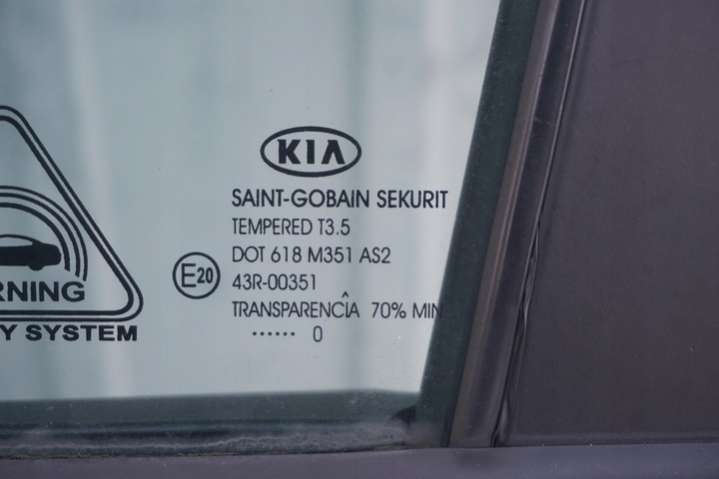 KIA
SAINT-GOBAIN SEKURIT
TEMPERED T3.5
DOT 618 M351 AS2
E20
43R-00351
TRANSPARENCÎA 70% MIN
...... 0
RNING
Y SYSTEM